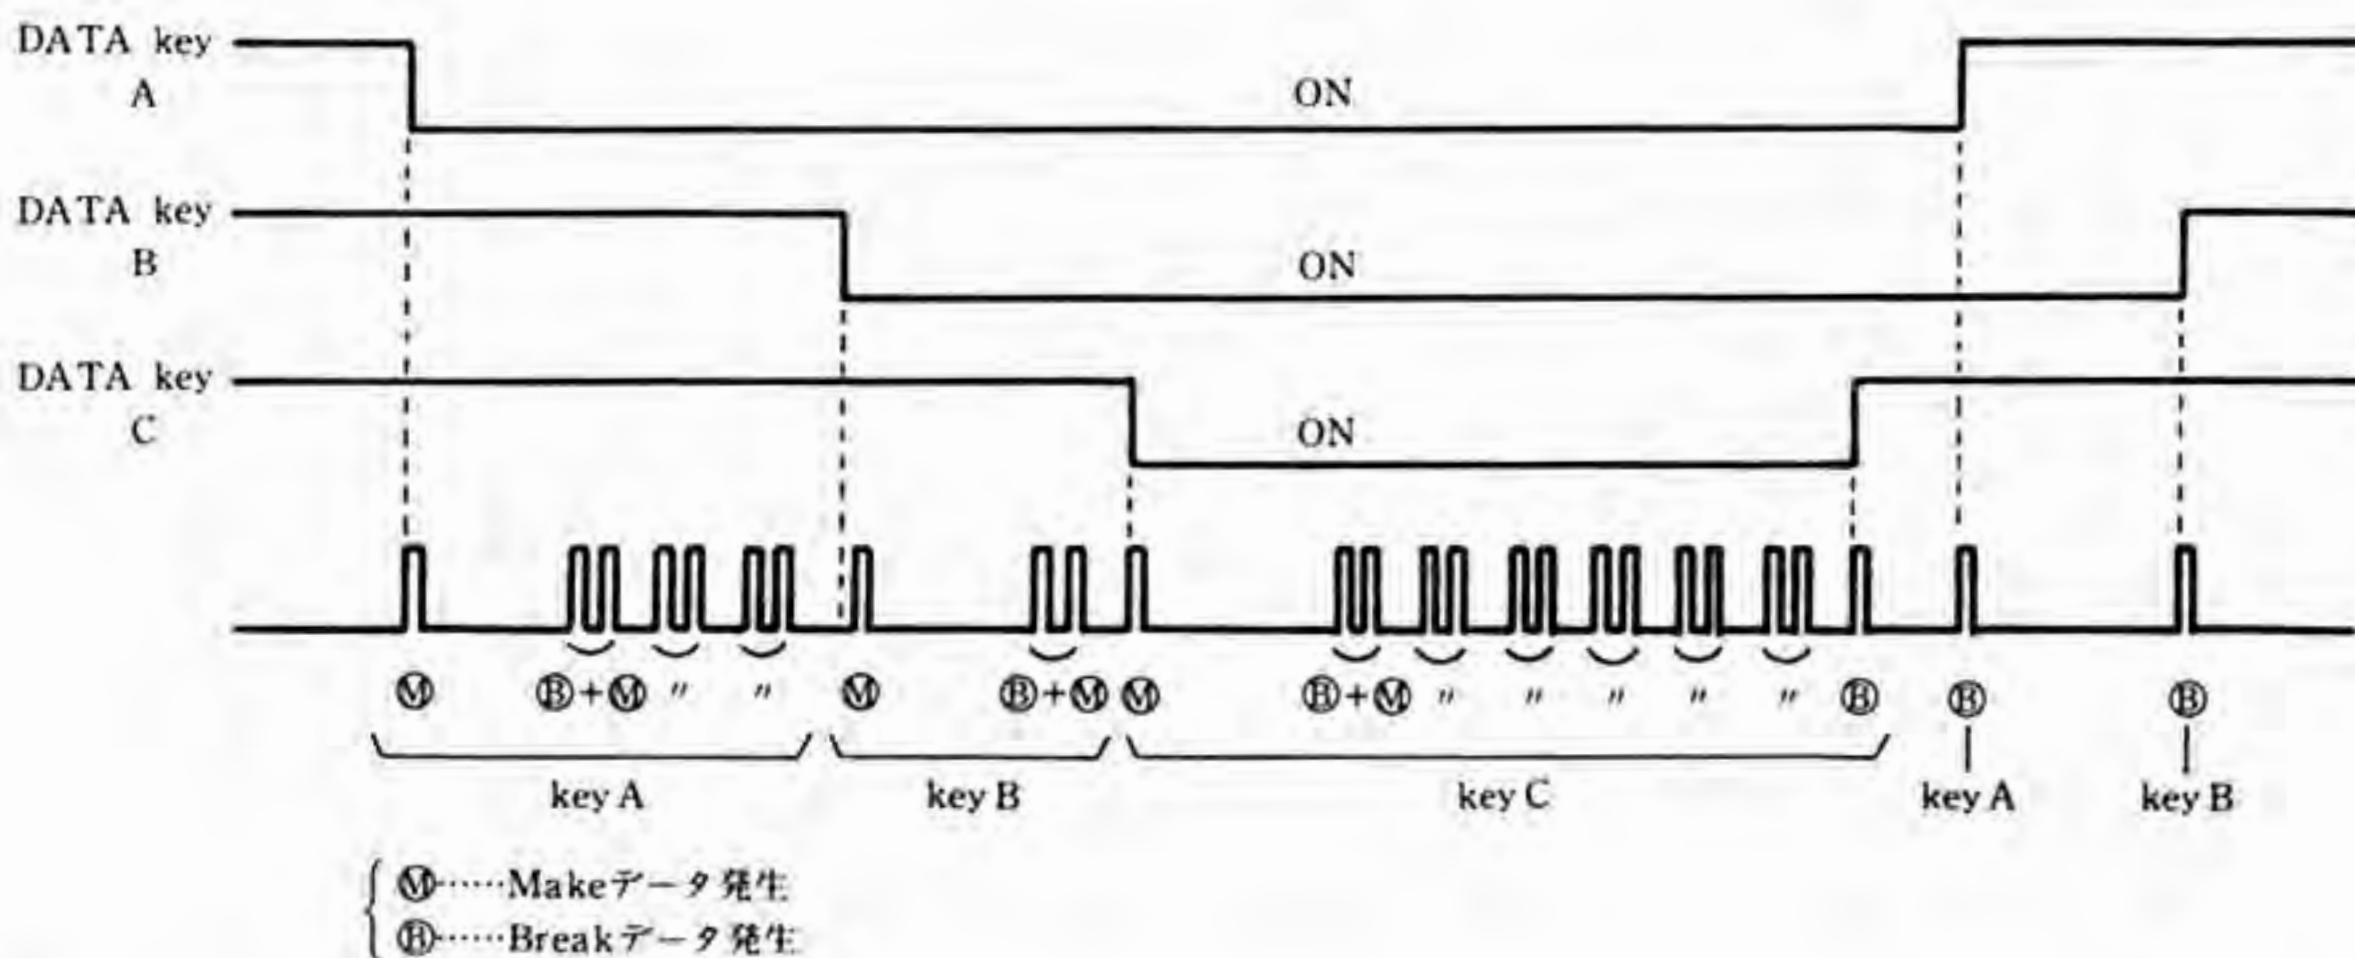 DATA key
A
ON
DATA key
B
ON
DATA key
C
ON
Ⓜ Ⓑ+Ⓜ 〃 〃 Ⓜ Ⓑ+Ⓜ Ⓜ Ⓑ+Ⓜ 〃 〃 〃 〃 〃 Ⓑ Ⓑ Ⓑ
key A key B key C key A key B
Ⓜ……Makeデータ発生
Ⓑ……Breakデータ発生